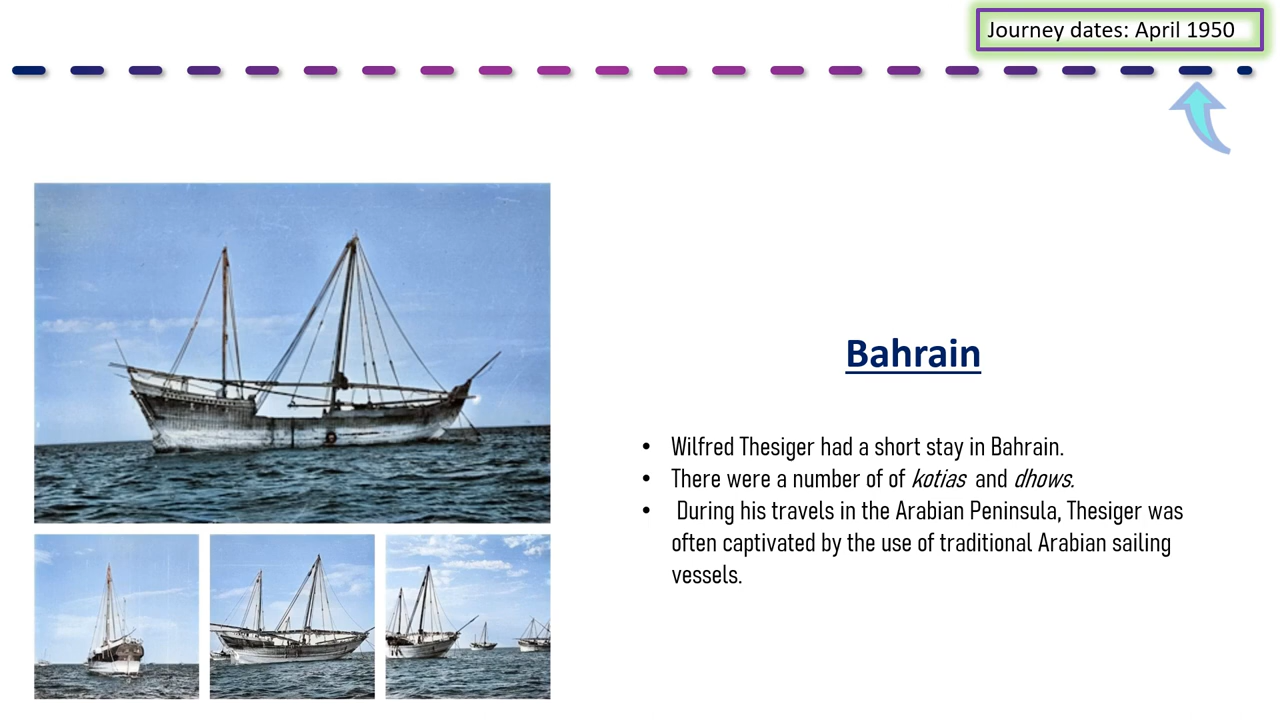 Journey dates: April 1950
Bahrain
• Wilfred Thesiger had a short stay in Bahrain.
• There were a number of of kotias and dhows.
• During his travels in the Arabian Peninsula, Thesiger was
often captivated by the use of traditional Arabian sailing
vessels.